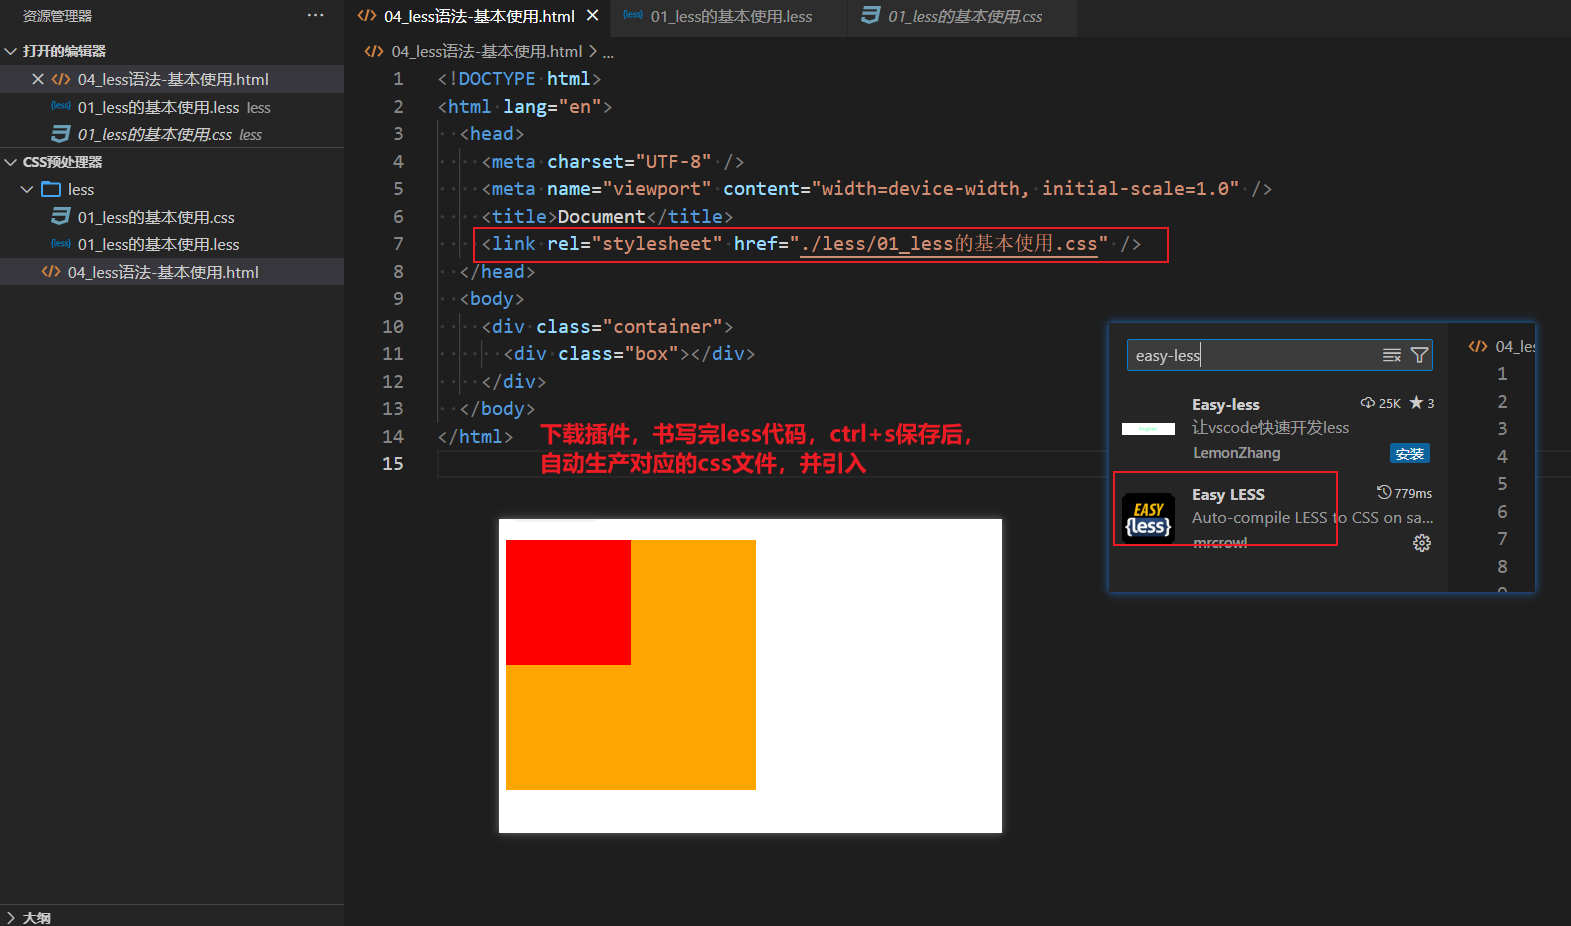 资源管理器 ···
打开的编辑器
04_less语法-基本使用.html
01_less的基本使用.less less
01_less的基本使用.css less
CSS预处理器
less
01_less的基本使用.css
01_less的基本使用.less
04_less语法-基本使用.html
大纲
04_less语法-基本使用.html 01_less的基本使用.less 01_less的基本使用.css
04_less语法-基本使用.html > ...
1 <!DOCTYPE html>
2 <html lang="en">
3 <head>
4 <meta charset="UTF-8" />
5 <meta name="viewport" content="width=device-width, initial-scale=1.0" />
6 <title>Document</title>
7 <link rel="stylesheet" href="./less/01_less的基本使用.css" />
8 </head>
9 <body>
10 <div class="container">
11 <div class="box"></div>
12 </div>
13 </body>
14 </html>
15
下载插件，书写完less代码，ctrl+s保存后，
自动生产对应的css文件，并引入
easy-less
Easy-less 25K 3
让vscode快速开发less
LemonZhang 安装
EASY
{less}
Easy LESS 779ms
Auto-compile LESS to CSS on sa...
mrcrowl
04_les
1
2
3
4
5
6
7
8